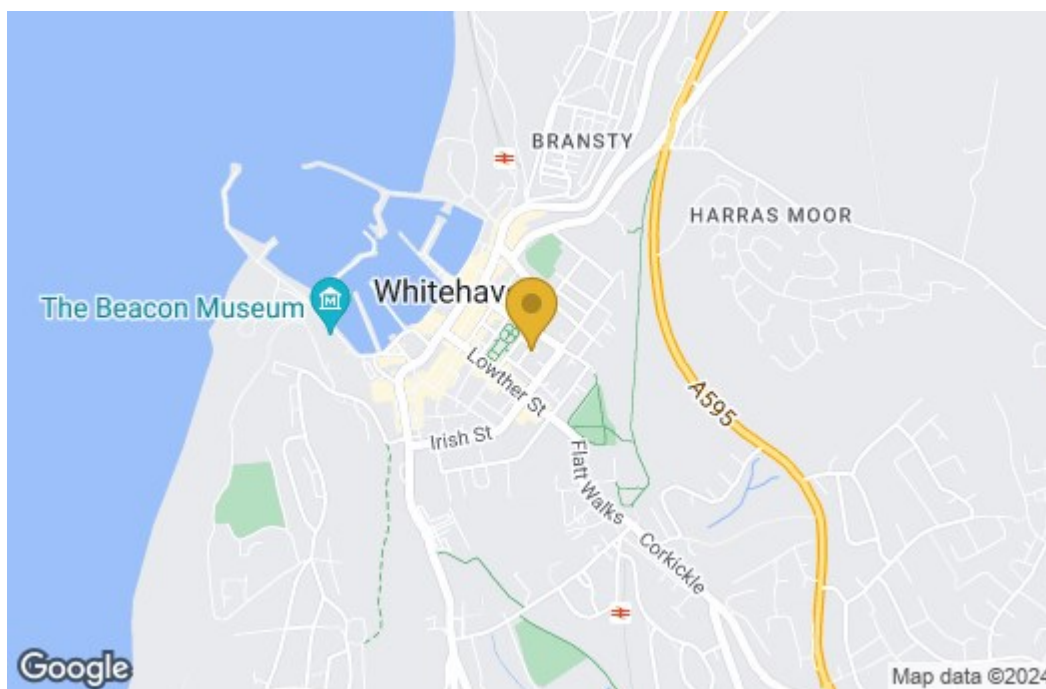 BRANSTY
HARRAS MOOR
The Beacon Museum
Whitehav
Lowther St
A595
Irish St
Flatt Walks
Corkickle
Google
Map data ©2024